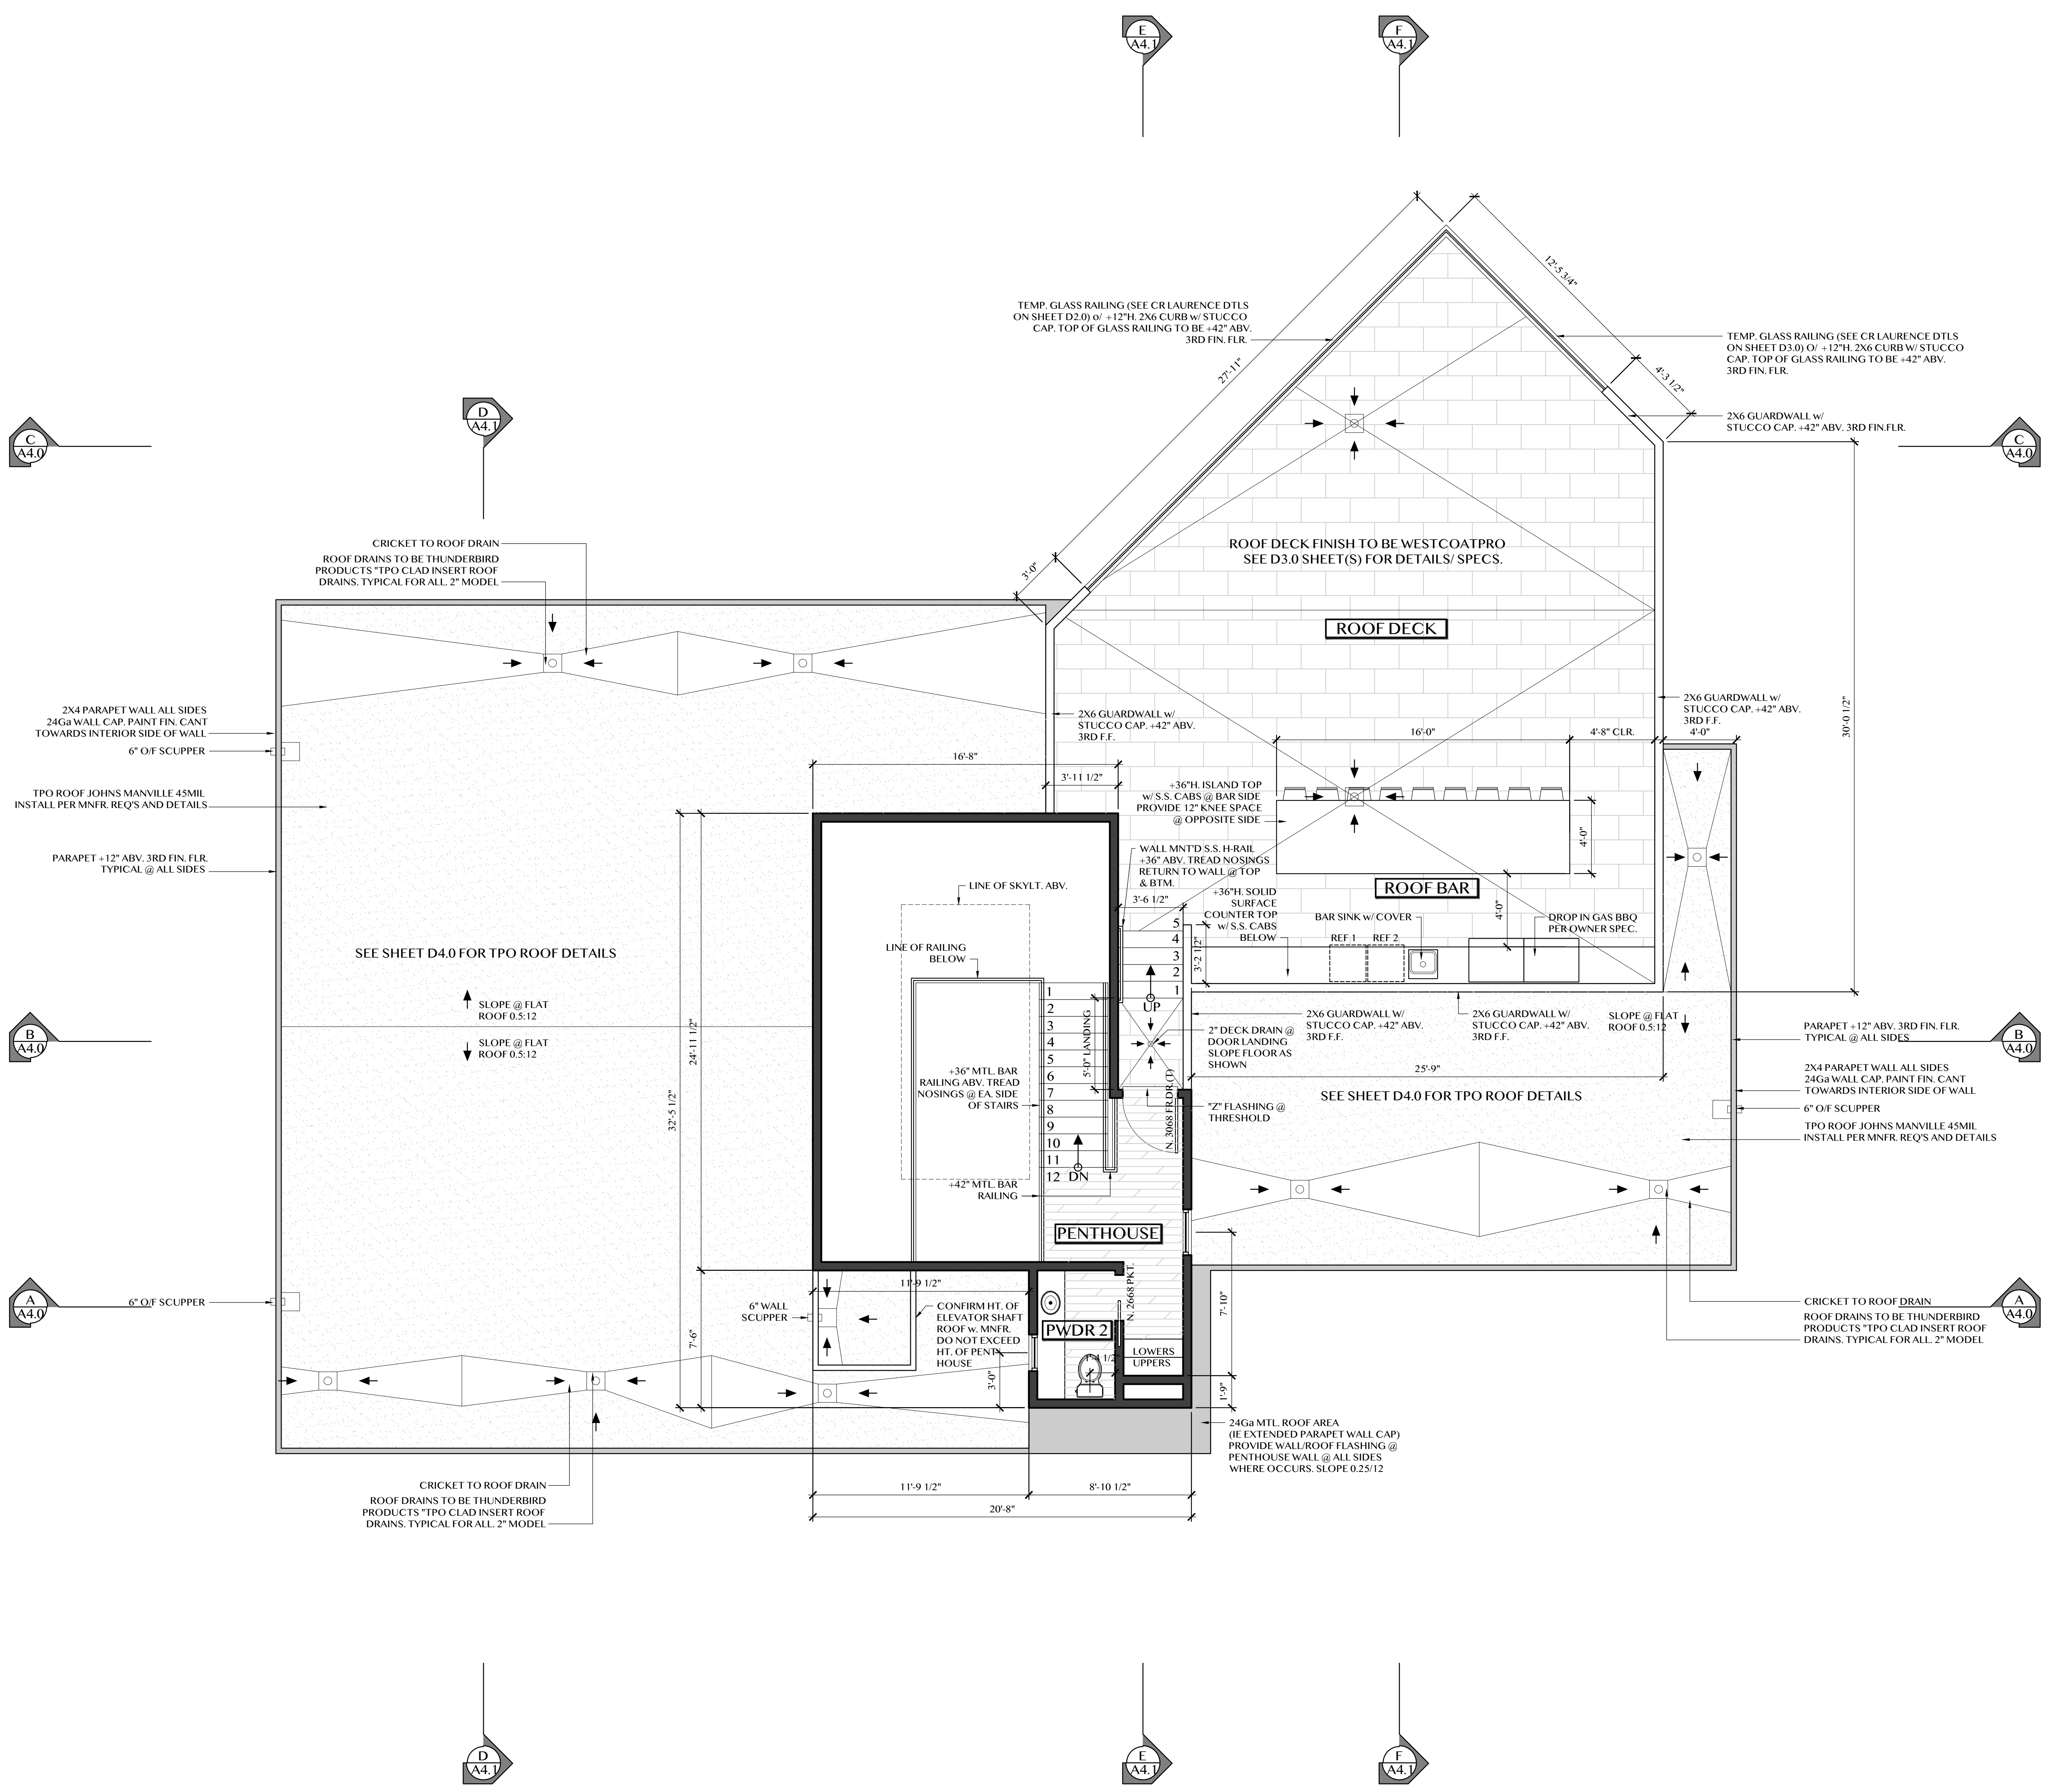 E
A4.1
F
A4.1
12'-5 3/4"
TEMP. GLASS RAILING (SEE CR LAURENCE DTLS
ON SHEET D2.0) o/ +12"H. 2X6 CURB w/ STUCCO
CAP. TOP OF GLASS RAILING TO BE +42" ABV.
3RD FIN. FLR.
TEMP. GLASS RAILING (SEE CR LAURENCE DTLS
ON SHEET D3.0) O/ +12"H. 2X6 CURB W/ STUCCO
CAP. TOP OF GLASS RAILING TO BE +42" ABV.
3RD FIN. FLR.
27'-11"
4'-3 1/2"
2X6 GUARDWALL w/
STUCCO CAP. +42" ABV. 3RD FIN.FLR.
D
A4.1
C
A4.0
C
A4.0
CRICKET TO ROOF DRAIN
ROOF DRAINS TO BE THUNDERBIRD
PRODUCTS "TPO CLAD INSERT ROOF
DRAINS. TYPICAL FOR ALL. 2" MODEL
3'-0"
ROOF DECK FINISH TO BE WESTCOATPRO
SEE D3.0 SHEET(S) FOR DETAILS/ SPECS.
ROOF DECK
2X4 PARAPET WALL ALL SIDES
24Ga WALL CAP. PAINT FIN. CANT
TOWARDS INTERIOR SIDE OF WALL
6" O/F SCUPPER
2X6 GUARDWALL w/
STUCCO CAP. +42" ABV.
3RD F.F.
2X6 GUARDWALL w/
STUCCO CAP. +42" ABV.
3RD F.F.
30'-0 1/2"
16'-0"
4'-8" CLR.
4'-0"
16'-8"
3'-11 1/2"
TPO ROOF JOHNS MANVILLE 45MIL
INSTALL PER MNFR. REQ'S AND DETAILS
+36"H. ISLAND TOP
w/ S.S. CABS @ BAR SIDE
PROVIDE 12" KNEE SPACE
@ OPPOSITE SIDE
4'-0"
PARAPET +12" ABV. 3RD FIN. FLR.
TYPICAL @ ALL SIDES
WALL MNT'D S.S. H-RAIL
+36" ABV. TREAD NOSINGS
RETURN TO WALL @ TOP
& BTM.
LINE OF SKYLT. ABV.
ROOF BAR
3'-6 1/2"
+36"H. SOLID
SURFACE
COUNTER TOP
w/ S.S. CABS
BELOW
4'-0"
BAR SINK w/ COVER
DROP IN GAS BBQ
PER OWNER SPEC.
REF 1
REF 2
LINE OF RAILING
BELOW
SEE SHEET D4.0 FOR TPO ROOF DETAILS
5
4
3
2
1
UP
3'-2 1/2"
SLOPE @ FLAT
ROOF 0.5:12
SLOPE @ FLAT
ROOF 0.5:12
B
A4.0
B
A4.0
24'-11 1/2"
32'-5 1/2"
1
2
3
4
5
6
7
8
9
10
11
12
DN
5'-0" LANDING
2" DECK DRAIN @
DOOR LANDING
SLOPE FLOOR AS
SHOWN
2X6 GUARDWALL W/
STUCCO CAP. +42" ABV.
3RD F.F.
2X6 GUARDWALL W/
STUCCO CAP. +42" ABV.
3RD F.F.
SLOPE @ FLAT
ROOF 0.5:12
PARAPET +12" ABV. 3RD FIN. FLR.
TYPICAL @ ALL SIDES
25'-9"
2X4 PARAPET WALL ALL SIDES
24Ga WALL CAP. PAINT FIN. CANT
TOWARDS INTERIOR SIDE OF WALL
6" O/F SCUPPER
TPO ROOF JOHNS MANVILLE 45MIL
INSTALL PER MNFR. REQ'S AND DETAILS
+36" MTL. BAR
RAILING ABV. TREAD
NOSINGS @ EA. SIDE
OF STAIRS
SEE SHEET D4.0 FOR TPO ROOF DETAILS
N. 3068 FR.DR.(T)
"Z" FLASHING @
THRESHOLD
+42" MTL. BAR
RAILING
PENTHOUSE
11'-9 1/2"
N. 2668 PKT.
7'-10"
A
A4.0
A
A4.0
6" O/F SCUPPER
6" WALL
SCUPPER
CONFIRM HT. OF
ELEVATOR SHAFT
ROOF w. MNFR.
DO NOT EXCEED
HT. OF PENT
HOUSE
PWDR 2
CRICKET TO ROOF DRAIN
ROOF DRAINS TO BE THUNDERBIRD
PRODUCTS "TPO CLAD INSERT ROOF
DRAINS. TYPICAL FOR ALL. 2" MODEL
7'-6"
3'-0"
1'-4 1/2"
LOWERS
UPPERS
1'-9"
24Ga MTL. ROOF AREA
(IE EXTENDED PARAPET WALL CAP)
PROVIDE WALL/ROOF FLASHING @
PENTHOUSE WALL @ ALL SIDES
WHERE OCCURS. SLOPE 0.25/12
CRICKET TO ROOF DRAIN
ROOF DRAINS TO BE THUNDERBIRD
PRODUCTS "TPO CLAD INSERT ROOF
DRAINS. TYPICAL FOR ALL. 2" MODEL
11'-9 1/2"
8'-10 1/2"
20'-8"
D
A4.1
E
A4.1
F
A4.1